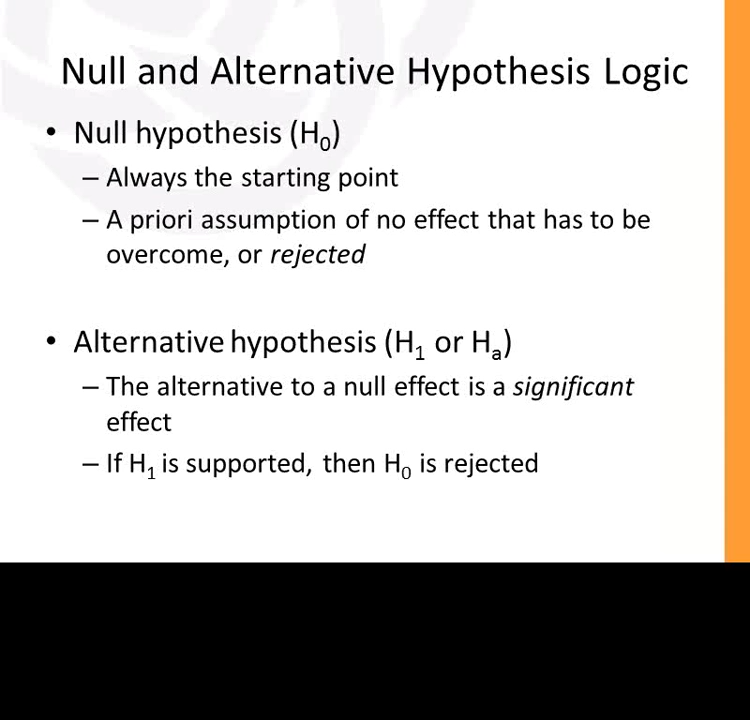 Null and Alternative Hypothesis Logic
• Null hypothesis (H₀)
– Always the starting point
– A priori assumption of no effect that has to be
overcome, or rejected
• Alternative hypothesis (H₁ or Hₐ)
– The alternative to a null effect is a significant
effect
– If H₁ is supported, then H₀ is rejected